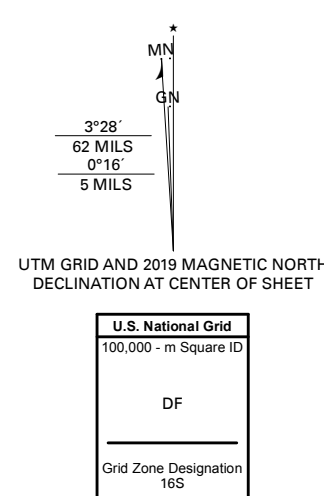 ★
MN
GN
3°28´
62 MILS
0°16´
5 MILS
UTM GRID AND 2019 MAGNETIC NORTH
DECLINATION AT CENTER OF SHEET
U.S. National Grid
100,000 - m Square ID
DF
Grid Zone Designation
16S